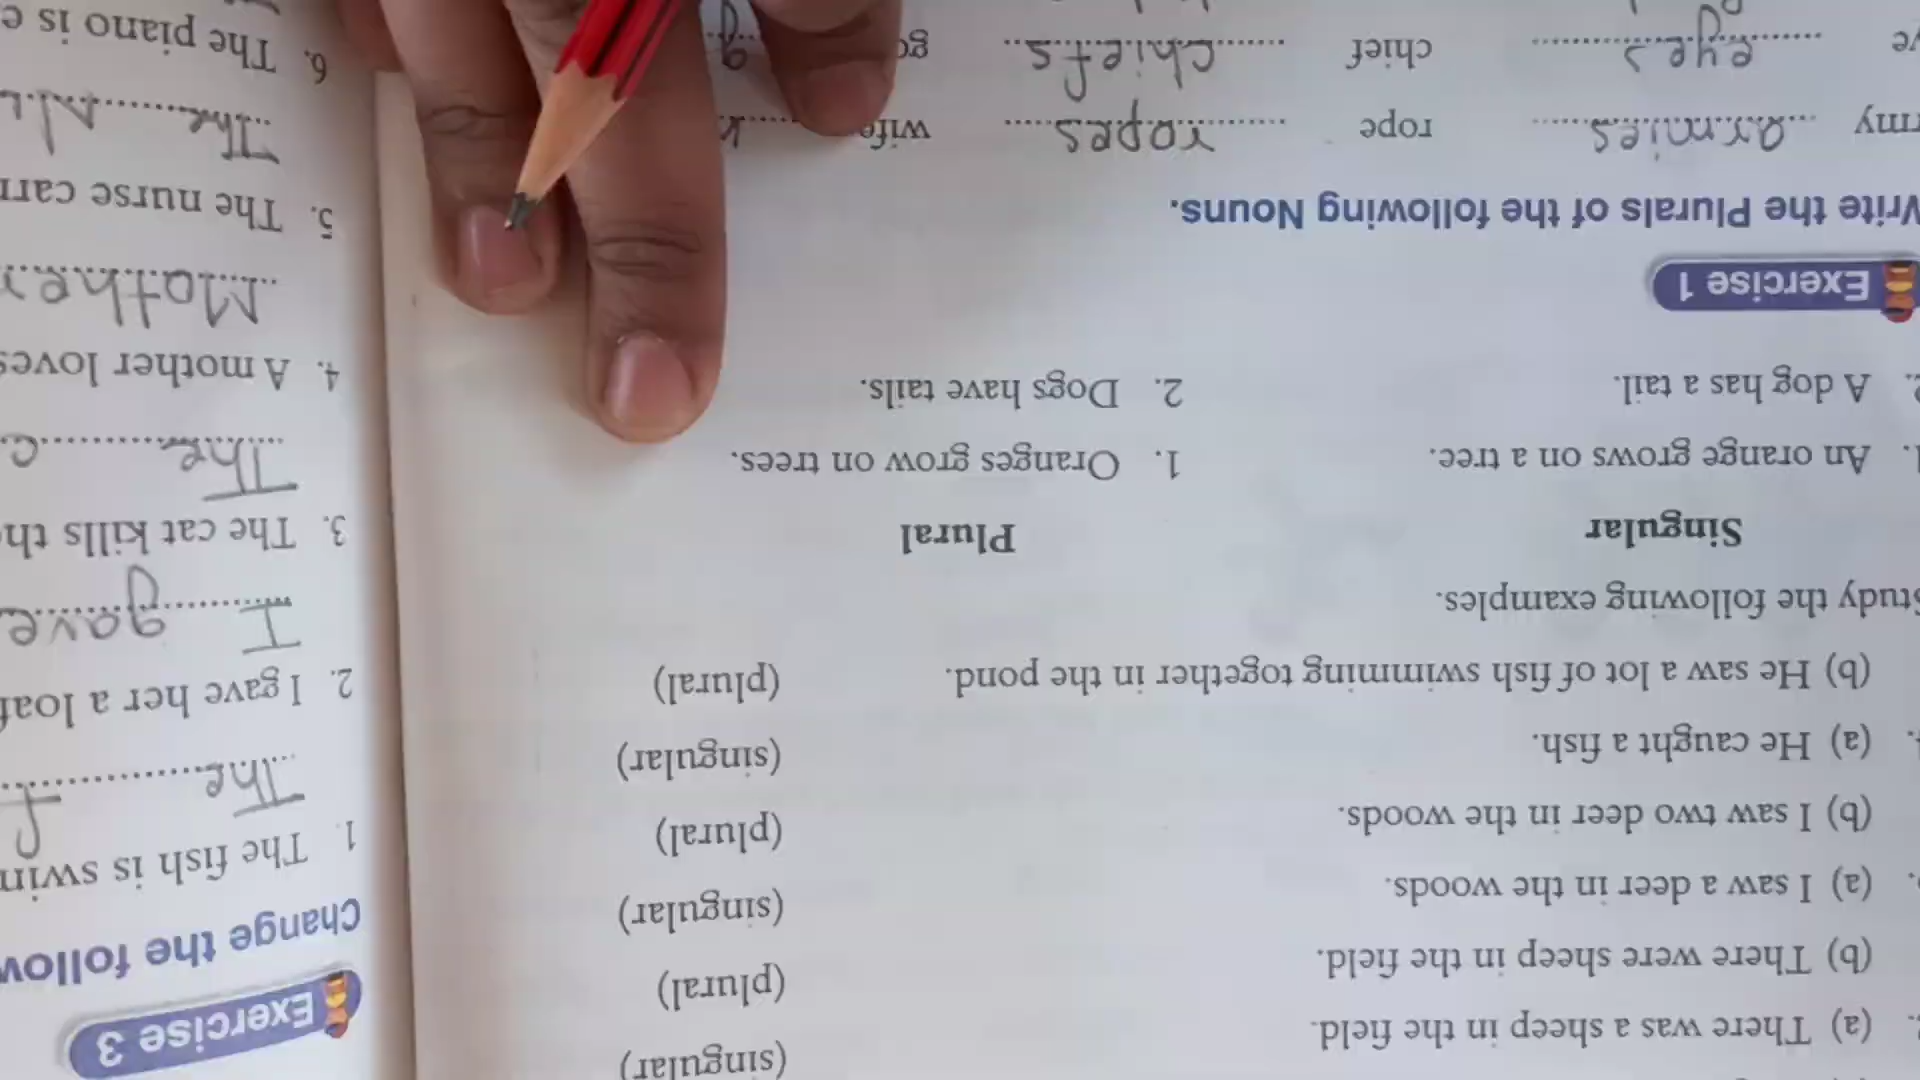 (singular)
(a) There was a sheep in the field.
(plural)
(b) There were sheep in the field.
(singular)
(a) I saw a deer in the woods.
(plural)
(b) I saw two deer in the woods.
(singular)
(a) He caught a fish.
(plural)
(b) He saw a lot of fish swimming together in the pond.
Study the following examples.
Singular Plural
1. An orange grows on a tree. 1. Oranges grow on trees.
2. A dog has a tail. 2. Dogs have tails.
Exercise 1
Write the Plurals of the following Nouns.
armies rope ropes wife
eyes chief chiefs
Exercise 3
Change the follow
1. The fish is swim
The f
2. I gave her a loaf
I gave
3. The cat kills th
The c
4. A mother loves
Mother
5. The nurse carr
The Nu
6. The piano is e